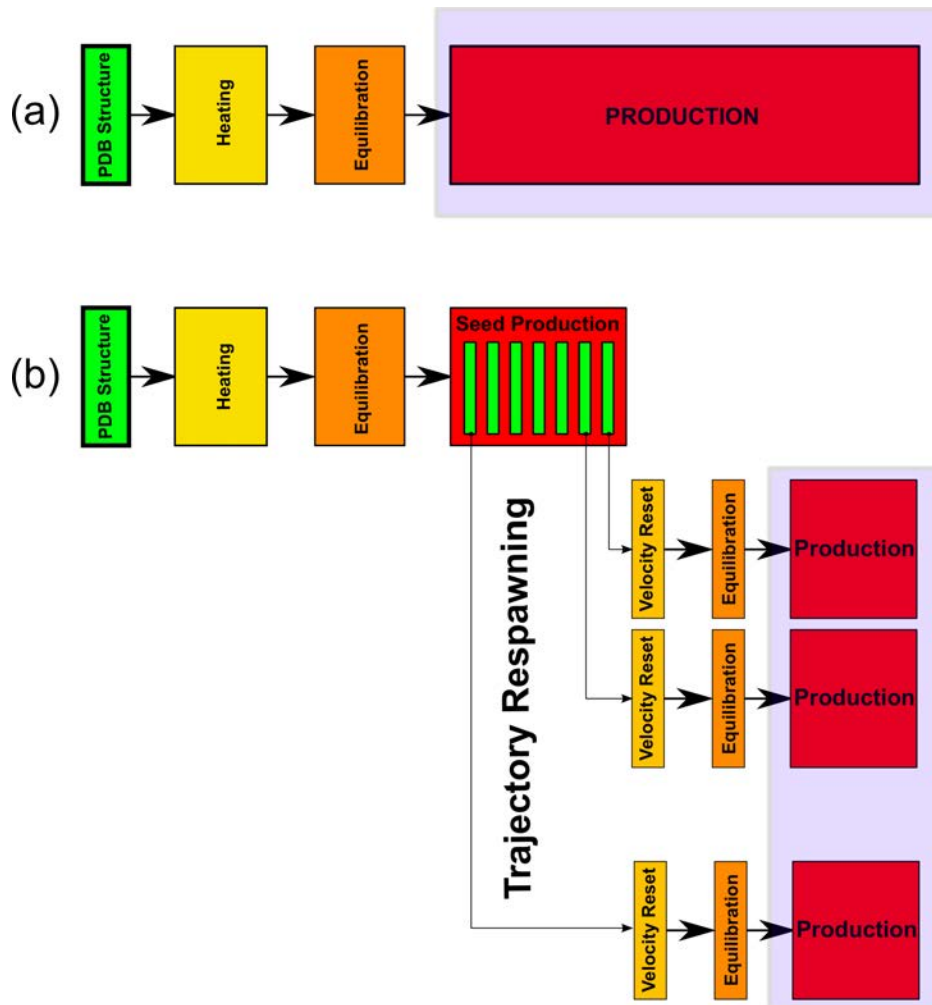 (a)
PDB Structure
Heating
Equilibration
PRODUCTION
(b)
PDB Structure
Heating
Equilibration
Seed Production
Trajectory Respawning
Velocity Reset
Equilibration
Production
Velocity Reset
Equilibration
Production
Velocity Reset
Equilibration
Production